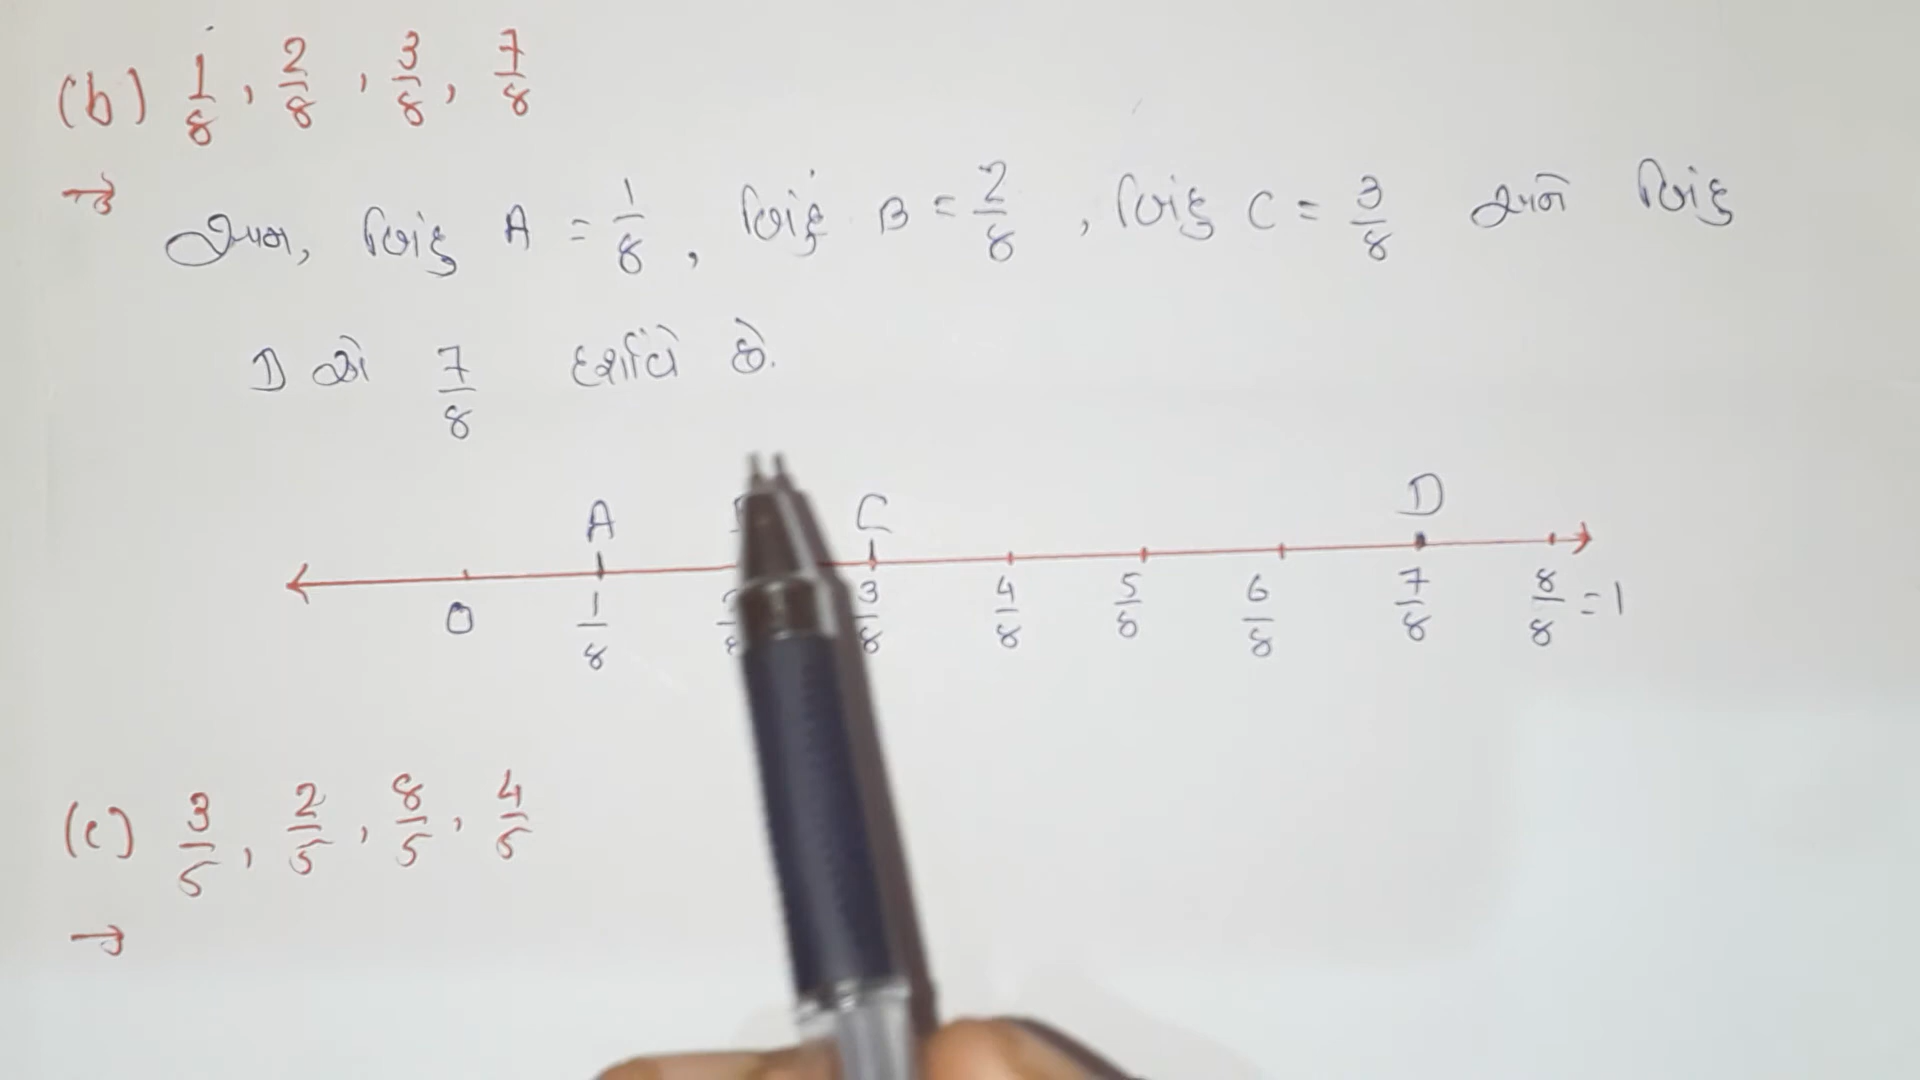 (b) 1/8, 2/8, 3/8, 7/8
→
બિંદુ A = 1/8, બિંદુ B = 2/8, બિંદુ C = 3/8 અને બિંદુ
D એ 7/8 દર્શાવે છે.
A C D
0 1/8 3/8 4/8 5/8 6/8 7/8 8/8 = 1
(c) 3/5, 2/5, 8/5, 4/5
→